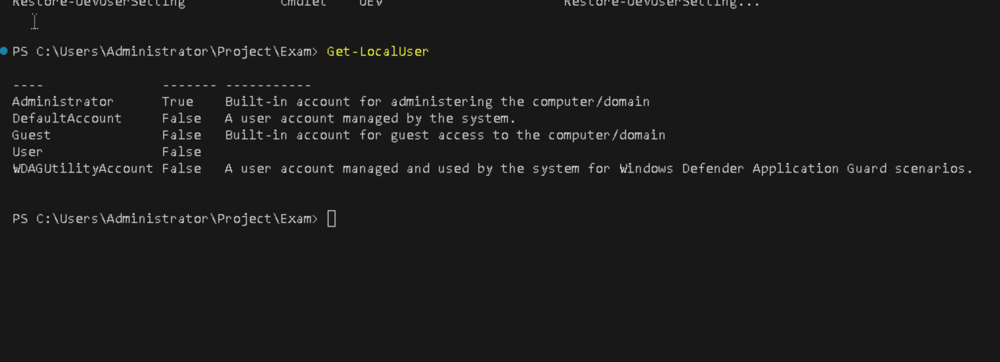 Restore-UevUserSetting Cmdlet UEV Restore-UevUserSetting...
PS C:\Users\Administrator\Project\Exam> Get-LocalUser
---- ------- -----------
Administrator True Built-in account for administering the computer/domain
DefaultAccount False A user account managed by the system.
Guest False Built-in account for guest access to the computer/domain
User False
WDAGUtilityAccount False A user account managed and used by the system for Windows Defender Application Guard scenarios.
PS C:\Users\Administrator\Project\Exam>